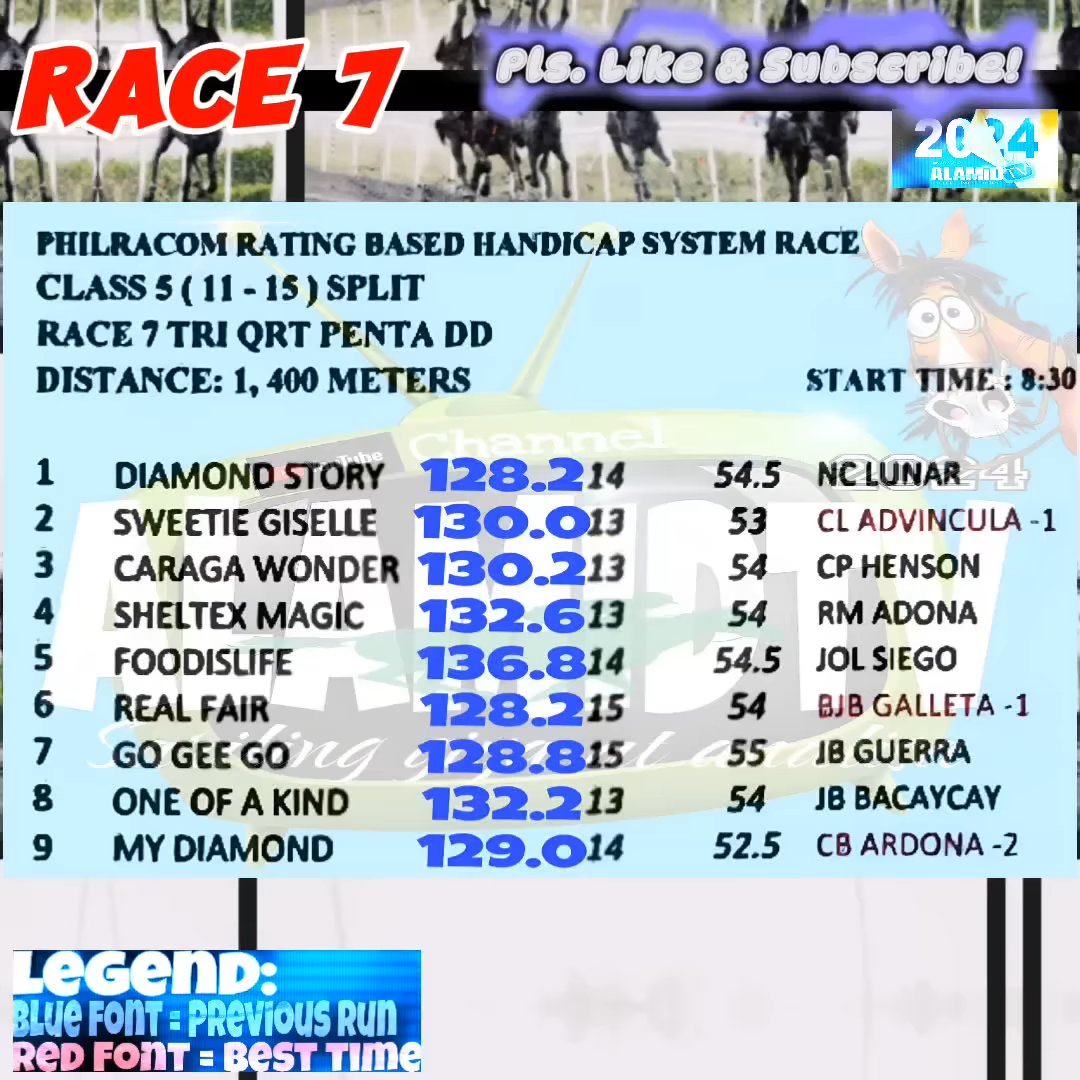 RACE 7
Pls. Like & Subscribe!
2024
ALAMID TV
PHILRACOM RATING BASED HANDICAP SYSTEM RACE
CLASS 5 ( 11 - 15 ) SPLIT
RACE 7 TRI QRT PENTA DD
DISTANCE: 1, 400 METERS
START TIME : 8:30
Channel
2024
1 DIAMOND STORY 128.2 14 54.5 NC LUNAR
2 SWEETIE GISELLE 130.0 13 53 CL ADVINCULA -1
3 CARAGA WONDER 130.2 13 54 CP HENSON
4 SHELTEX MAGIC 132.6 13 54 RM ADONA
5 FOODISLIFE 136.8 14 54.5 JOL SIEGO
6 REAL FAIR 128.2 15 54 BJB GALLETA -1
7 GO GEE GO 128.8 15 55 JB GUERRA
8 ONE OF A KIND 132.2 13 54 JB BACAYCAY
9 MY DIAMOND 129.0 14 52.5 CB ARDONA -2
ALAMID TV
LEGEND:
BLUE FONT = PREVIOUS RUN
RED FONT = BEST TIME